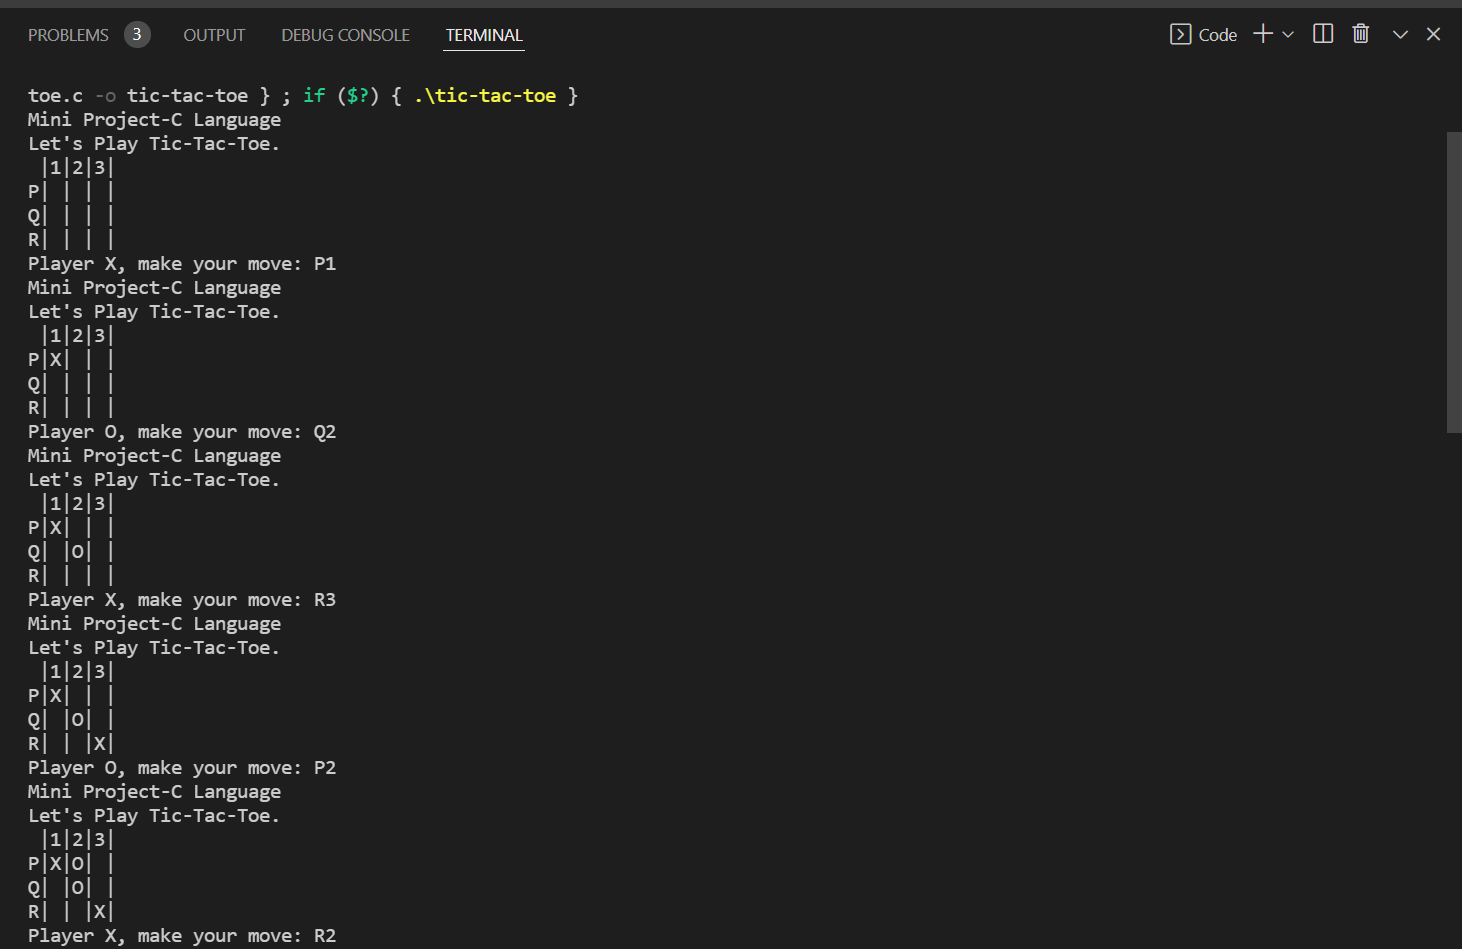 PROBLEMS 3 OUTPUT DEBUG CONSOLE TERMINAL Code
toe.c -o tic-tac-toe } ; if ($?) { .\tic-tac-toe }
Mini Project-C Language
Let's Play Tic-Tac-Toe.
 |1|2|3|
P| | | |
Q| | | |
R| | | |
Player X, make your move: P1
Mini Project-C Language
Let's Play Tic-Tac-Toe.
 |1|2|3|
P|X| | |
Q| | | |
R| | | |
Player O, make your move: Q2
Mini Project-C Language
Let's Play Tic-Tac-Toe.
 |1|2|3|
P|X| | |
Q| |O| |
R| | | |
Player X, make your move: R3
Mini Project-C Language
Let's Play Tic-Tac-Toe.
 |1|2|3|
P|X| | |
Q| |O| |
R| | |X|
Player O, make your move: P2
Mini Project-C Language
Let's Play Tic-Tac-Toe.
 |1|2|3|
P|X|O| |
Q| |O| |
R| | |X|
Player X, make your move: R2